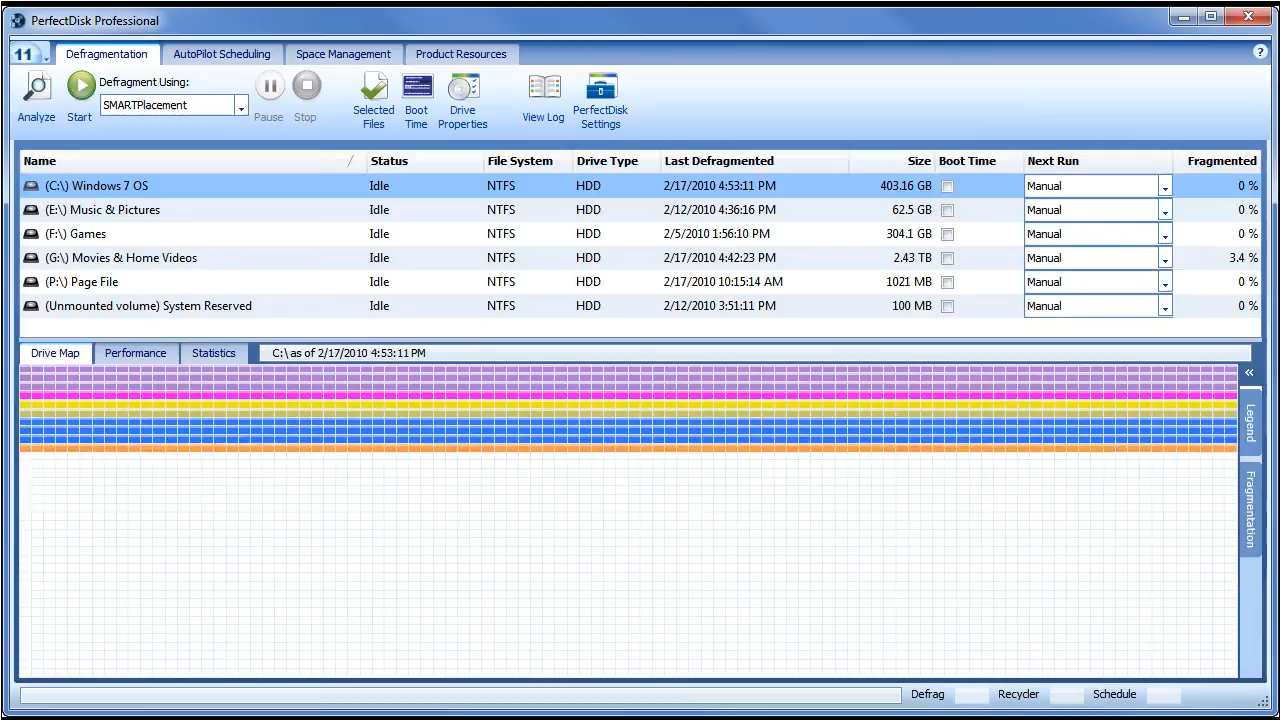 PerfectDisk Professional
11 Defragmentation AutoPilot Scheduling Space Management Product Resources ?
Defragment Using:
SMARTPlacement
Analyze Start Pause Stop Selected Files Boot Time Drive Properties View Log PerfectDisk Settings
Name Status File System Drive Type Last Defragmented Size Boot Time Next Run Fragmented
(C:\) Windows 7 OS Idle NTFS HDD 2/17/2010 4:53:11 PM 403.16 GB Manual 0 %
(E:\) Music & Pictures Idle NTFS HDD 2/12/2010 4:36:16 PM 62.5 GB Manual 0 %
(F:\) Games Idle NTFS HDD 2/5/2010 1:56:10 PM 304.1 GB Manual 0 %
(G:\) Movies & Home Videos Idle NTFS HDD 2/17/2010 4:42:23 PM 2.43 TB Manual 3.4 %
(P:\) Page File Idle NTFS HDD 2/17/2010 10:15:14 AM 1021 MB Manual 0 %
(Unmounted volume) System Reserved Idle NTFS HDD 2/12/2010 3:51:11 PM 100 MB Manual 0 %
Drive Map Performance Statistics C:\ as of 2/17/2010 4:53:11 PM
«
Legend
Fragmentation
Defrag Recycler Schedule